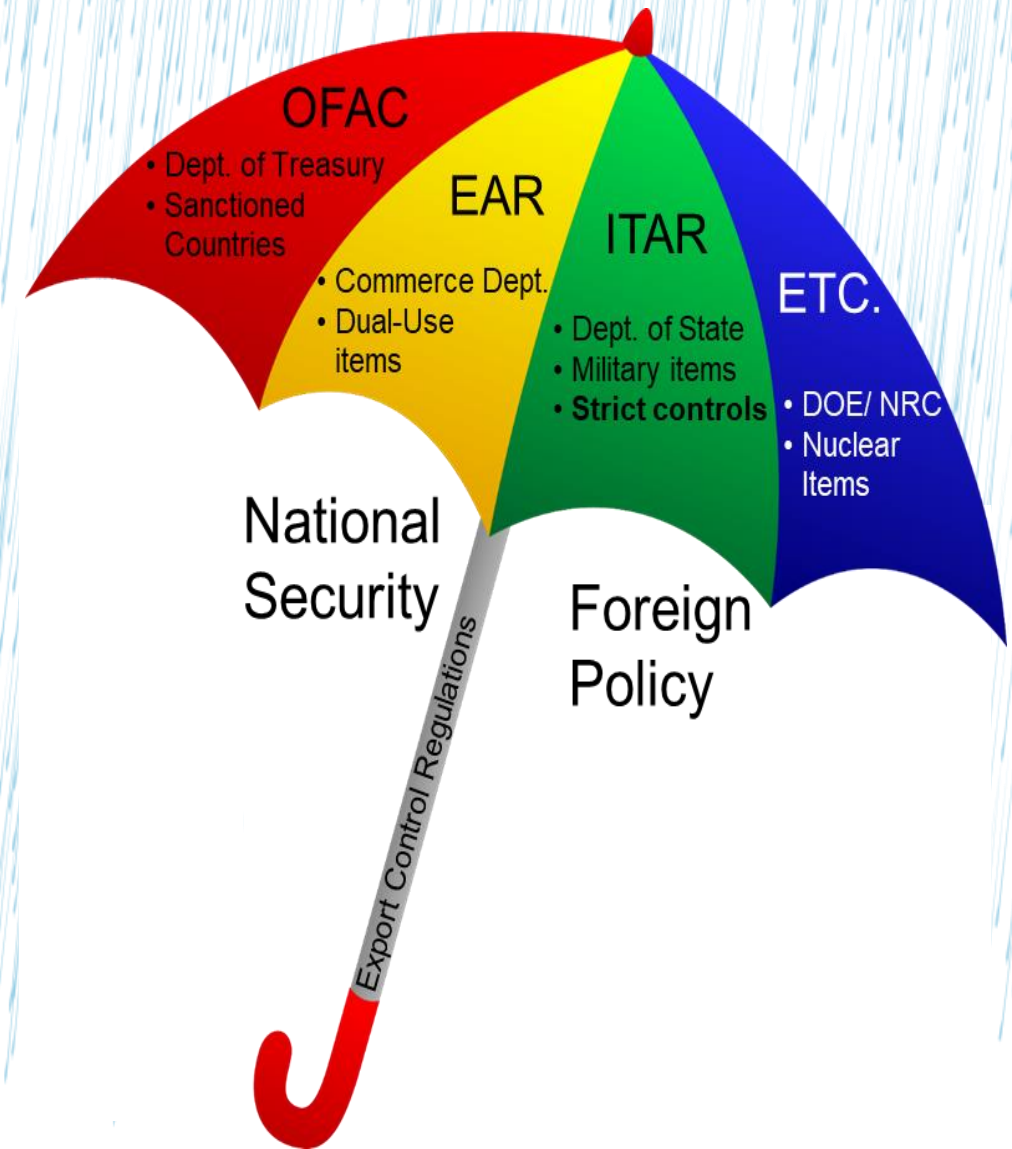 OFAC
• Dept. of Treasury
• Sanctioned
Countries
EAR
• Commerce Dept.
• Dual-Use
items
ITAR
• Dept. of State
• Military items
• Strict controls
ETC.
• DOE/ NRC
• Nuclear
Items
National
Security
Foreign
Policy
Export Control Regulations